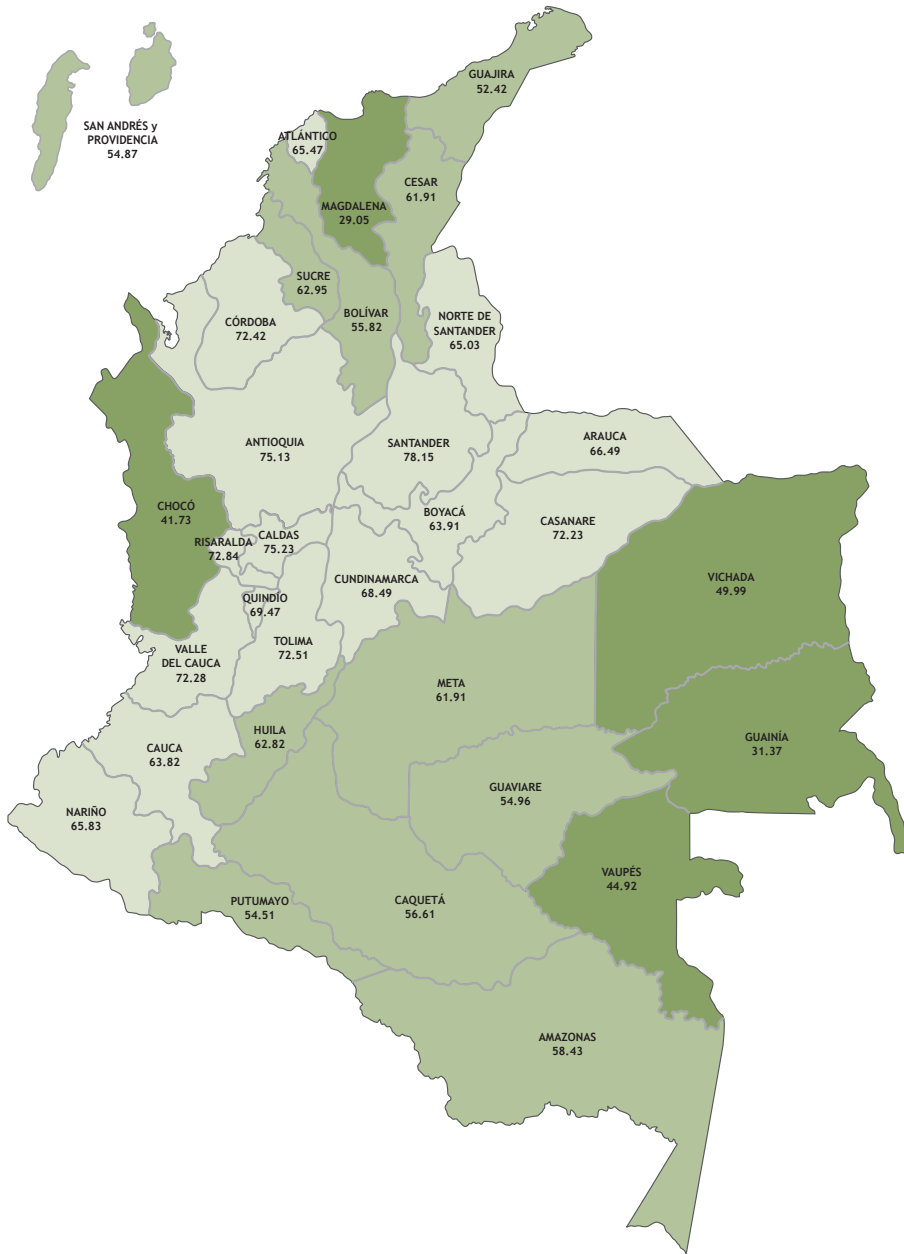 GUAJIRA
52.42
SAN ANDRÉS y
PROVIDENCIA
54.87
ATLÁNTICO
65.47
CESAR
61.91
MAGDALENA
29.05
SUCRE
62.95
BOLÍVAR
55.82
CÓRDOBA
72.42
NORTE DE
SANTANDER
65.03
ANTIOQUIA
75.13
SANTANDER
78.15
ARAUCA
66.49
CHOCÓ
41.73
BOYACÁ
63.91
CASANARE
72.23
RISARALDA
72.84
CALDAS
75.23
CUNDINAMARCA
68.49
VICHADA
49.99
QUINDÍO
69.47
TOLIMA
72.51
VALLE
DEL CAUCA
72.28
META
61.91
HUILA
62.82
GUAINÍA
31.37
CAUCA
63.82
GUAVIARE
54.96
NARIÑO
65.83
VAUPÉS
44.92
PUTUMAYO
54.51
CAQUETÁ
56.61
AMAZONAS
58.43